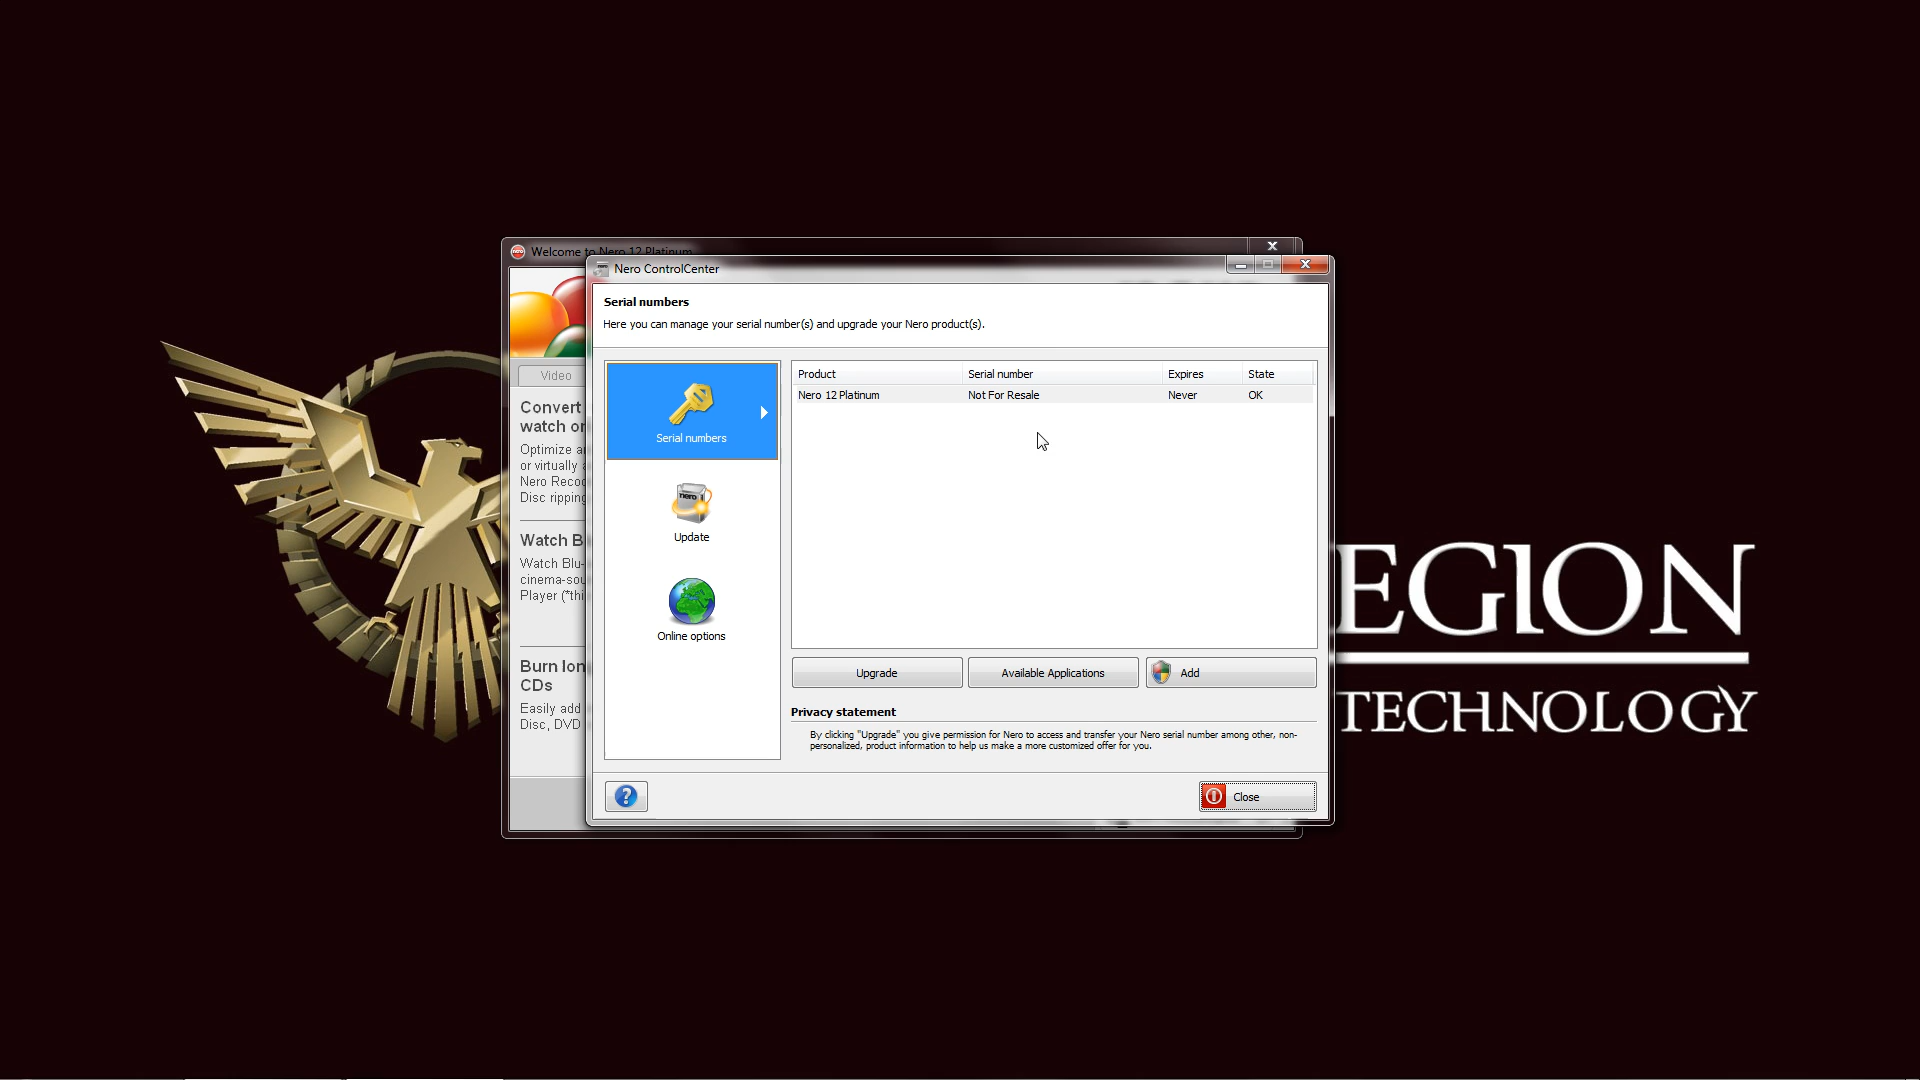 Welcome to Nero 12 Platinum
Nero ControlCenter
Serial numbers
Here you can manage your serial number(s) and upgrade your Nero product(s).
Video
Convert
watch or
Optimize a
or virtually
Nero Reco
Disc ripping
Watch B
Watch Blu-
cinema-sou
Player (*thi
Burn lon
CDs
Easily add
Disc, DVD
Serial numbers
nero
Update
Online options
Product Serial number Expires State
Nero 12 Platinum Not For Resale Never OK
Upgrade Available Applications Add
Privacy statement
By clicking "Upgrade" you give permission for Nero to access and transfer your Nero serial number among other, non-
personalized, product information to help us make a more customized offer for you.
Close
EGION
TECHNOLOGY